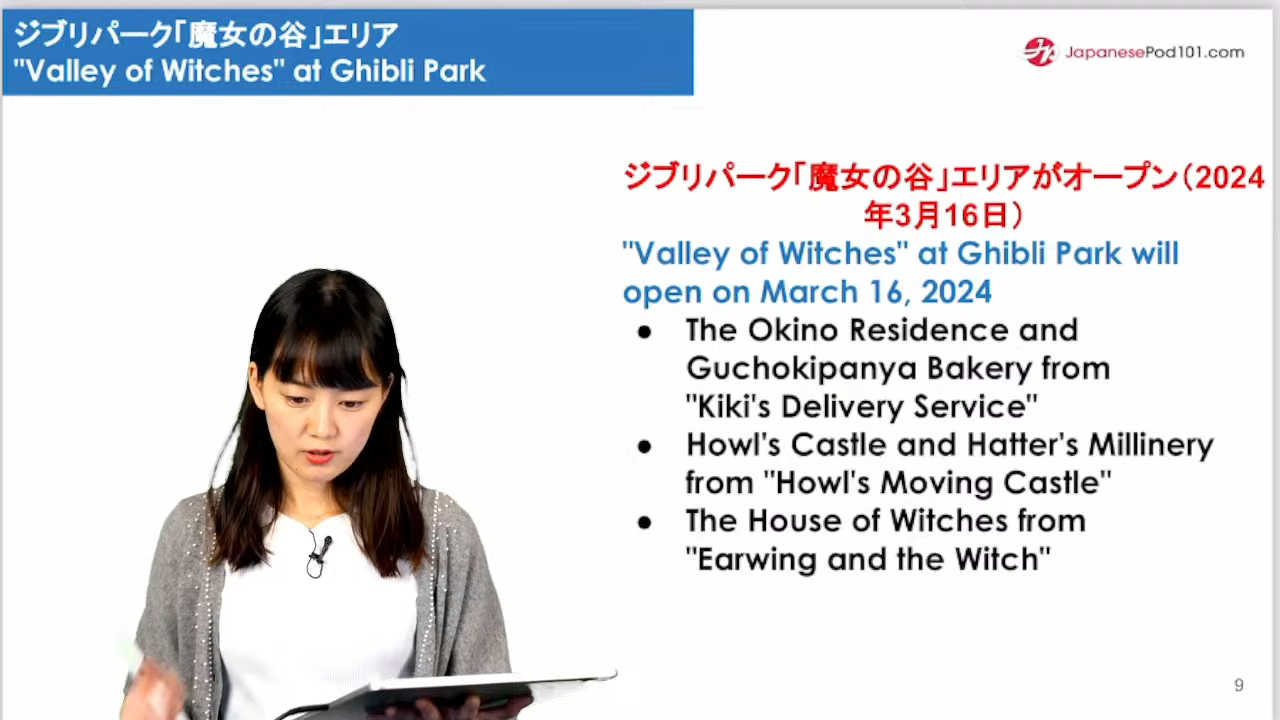 ジブリパーク「魔女の谷」エリア
"Valley of Witches" at Ghibli Park
JapanesePod101.com
ジブリパーク「魔女の谷」エリアがオープン（2024
年3月16日）
"Valley of Witches" at Ghibli Park will
open on March 16, 2024
● The Okino Residence and
Guchokipanya Bakery from
"Kiki's Delivery Service"
● Howl's Castle and Hatter's Millinery
from "Howl's Moving Castle"
● The House of Witches from
"Earwing and the Witch"
9